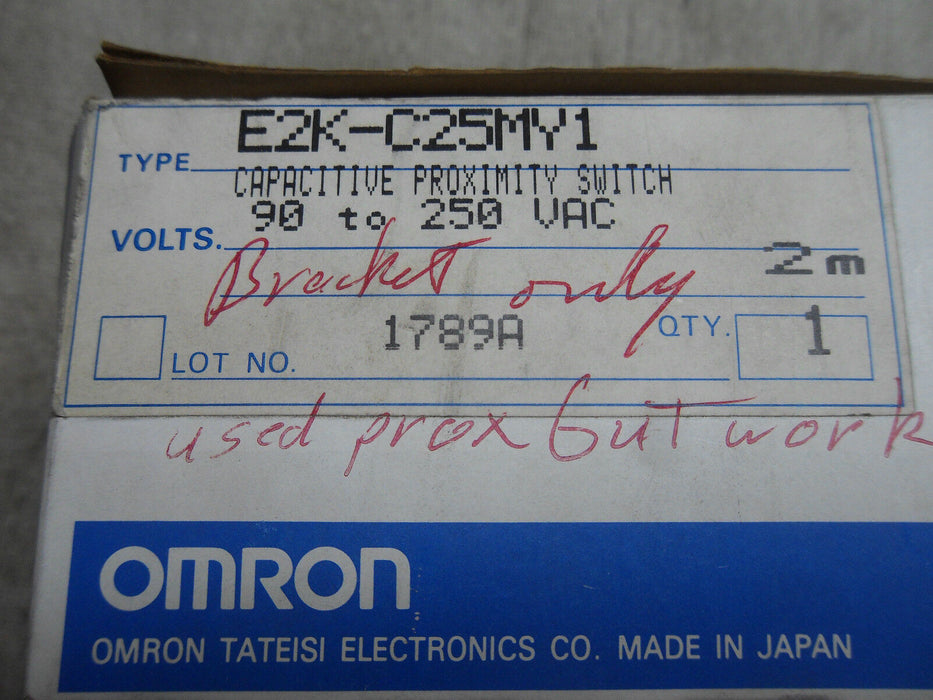 E2K-C25MY1
TYPE
CAPACITIVE PROXIMITY SWITCH
90 to 250 VAC
VOLTS.
Bracket only 2m
1789A QTY. 1
LOT NO.
used prox but work
OMRON
OMRON TATEISI ELECTRONICS CO. MADE IN JAPAN